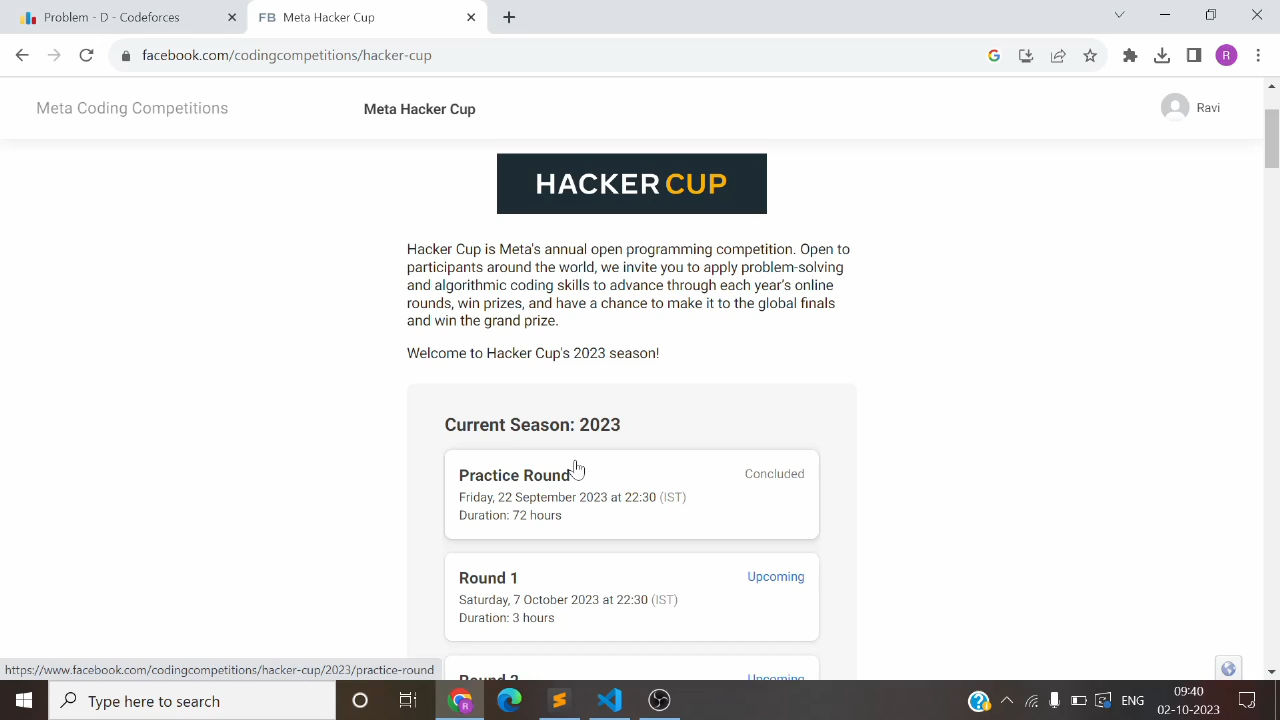 Problem - D - Codeforces
FB Meta Hacker Cup
facebook.com/codingcompetitions/hacker-cup
R
Meta Coding Competitions
Meta Hacker Cup
Ravi
HACKER CUP
Hacker Cup is Meta's annual open programming competition. Open to
participants around the world, we invite you to apply problem-solving
and algorithmic coding skills to advance through each year's online
rounds, win prizes, and have a chance to make it to the global finals
and win the grand prize.
Welcome to Hacker Cup's 2023 season!
Current Season: 2023
Practice Round
Concluded
Friday, 22 September 2023 at 22:30 (IST)
Duration: 72 hours
Round 1
Upcoming
Saturday, 7 October 2023 at 22:30 (IST)
Duration: 3 hours
Round 2
Upcoming
https://www.facebook.com/codingcompetitions/hacker-cup/2023/practice-round
Type here to search
ENG
09:40
02-10-2023